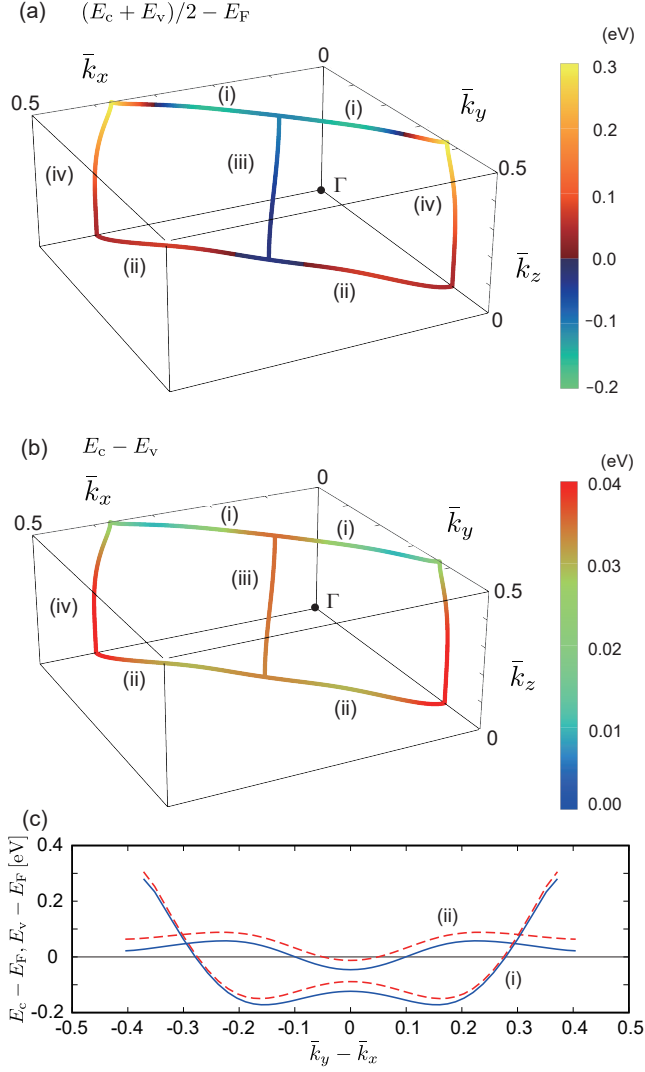 (a) (E_c + E_v)/2 − E_F
(eV)
0
k̄_x
k̄_y
0.5
(i)
(i)
0.3
(iii)
0.2
(iv)
Γ
0.5
(iv)
0.1
k̄_z
0.0
(ii)
(ii)
0
−0.1
−0.2
(b) E_c − E_v
(eV)
0
k̄_x
k̄_y
0.5
(i)
(i)
0.04
(iii)
0.03
(iv)
Γ
0.5
0.02
k̄_z
(ii)
(ii)
0
0.01
0.00
(c)
E_c − E_F, E_v − E_F [eV]
0.4
0.2
0
-0.2
(ii)
(i)
-0.5 -0.4 -0.3 -0.2 -0.1 0 0.1 0.2 0.3 0.4 0.5
k̄_y − k̄_x